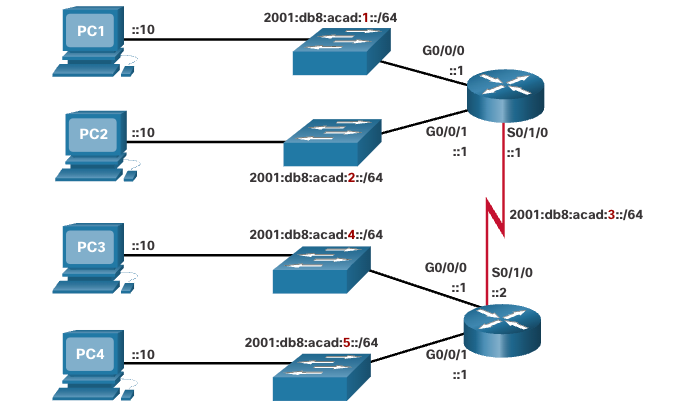 2001:db8:acad:1::/64
PC1
::10
G0/0/0
::1
PC2
::10
G0/0/1
::1
S0/1/0
::1
2001:db8:acad:2::/64
2001:db8:acad:3::/64
2001:db8:acad:4::/64
PC3
::10
G0/0/0
::1
S0/1/0
::2
2001:db8:acad:5::/64
PC4
::10
G0/0/1
::1